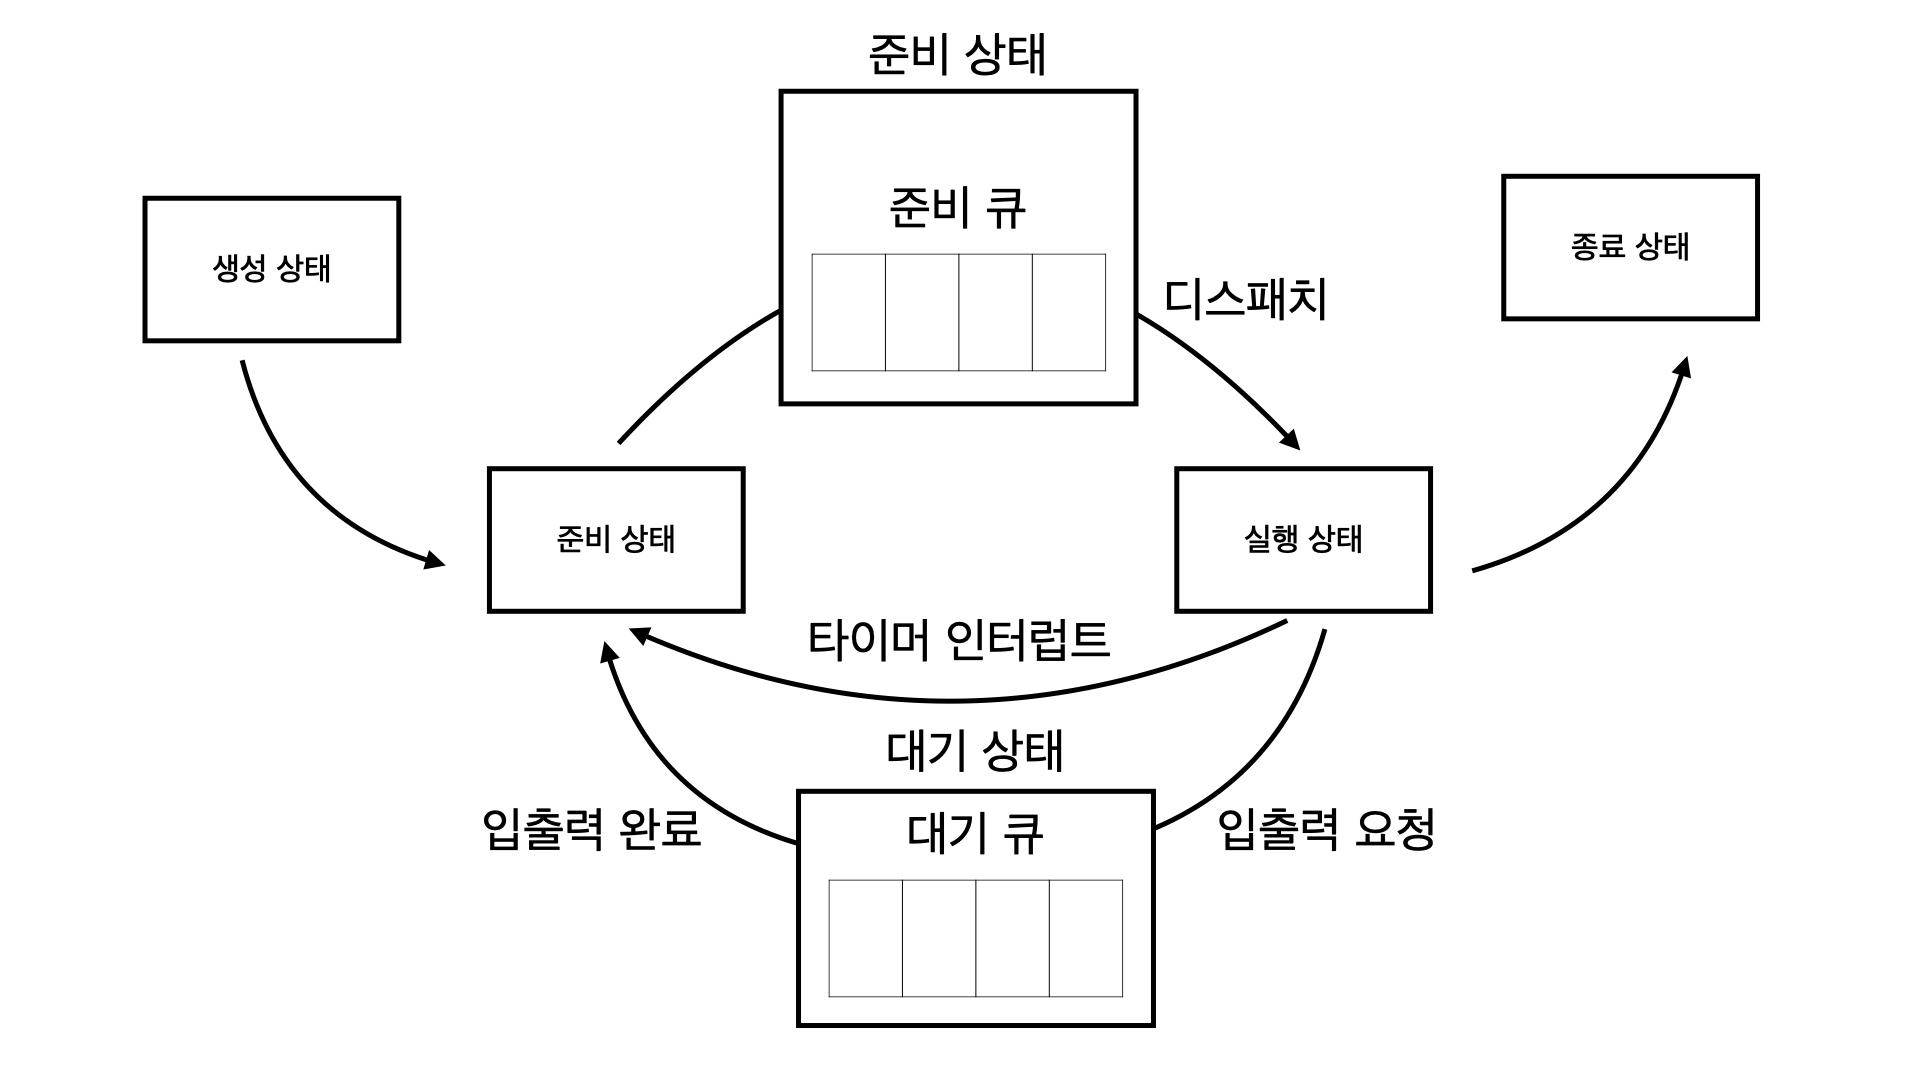 준비 상태
준비 큐
생성 상태
종료 상태
디스패치
준비 상태
실행 상태
타이머 인터럽트
대기 상태
입출력 완료
대기 큐
입출력 요청